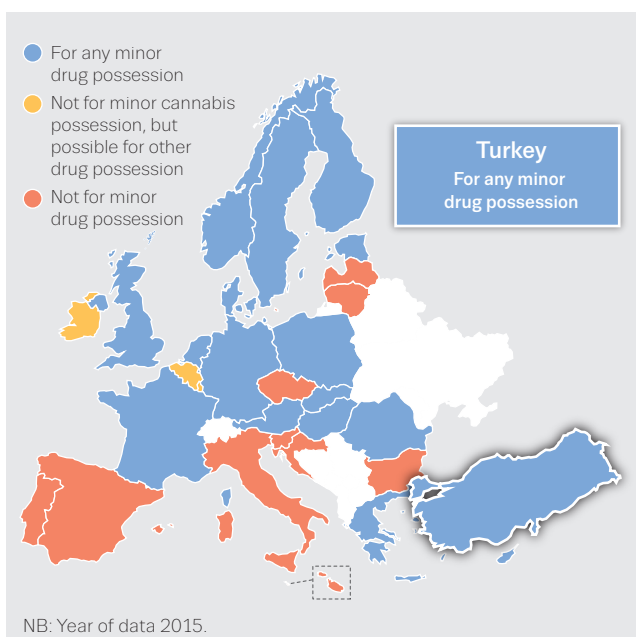 For any minor
drug possession
Not for minor cannabis
possession, but
possible for other
drug possession
Not for minor
drug possession
Turkey
For any minor
drug possession
NB: Year of data 2015.